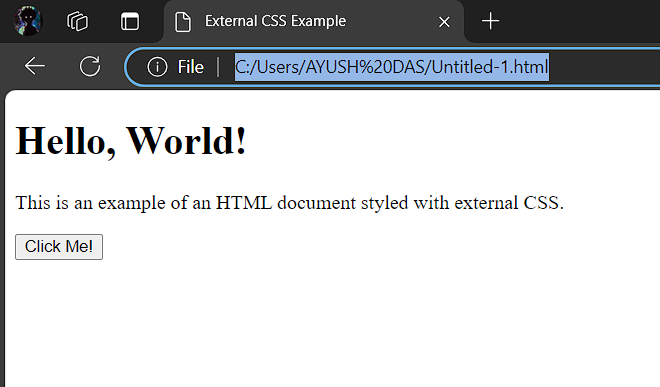 External CSS Example
File C:/Users/AYUSH%20DAS/Untitled-1.html
Hello, World!
This is an example of an HTML document styled with external CSS.
Click Me!